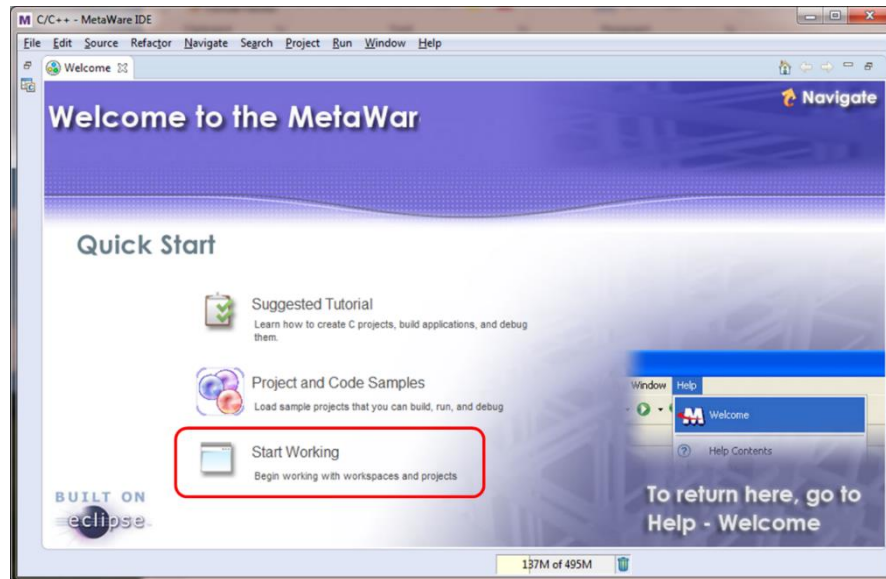 C/C++ - MetaWare IDE
File Edit Source Refactor Navigate Search Project Run Window Help
Welcome
Navigate
Welcome to the MetaWar
Quick Start
Suggested Tutorial
Learn how to create C projects, build applications, and debug
them.
Project and Code Samples
Load sample projects that you can build, run, and debug
Start Working
Begin working with workspaces and projects
Window Help
Welcome
Help Contents
To return here, go to
Help - Welcome
BUILT ON
eclipse
137M of 495M